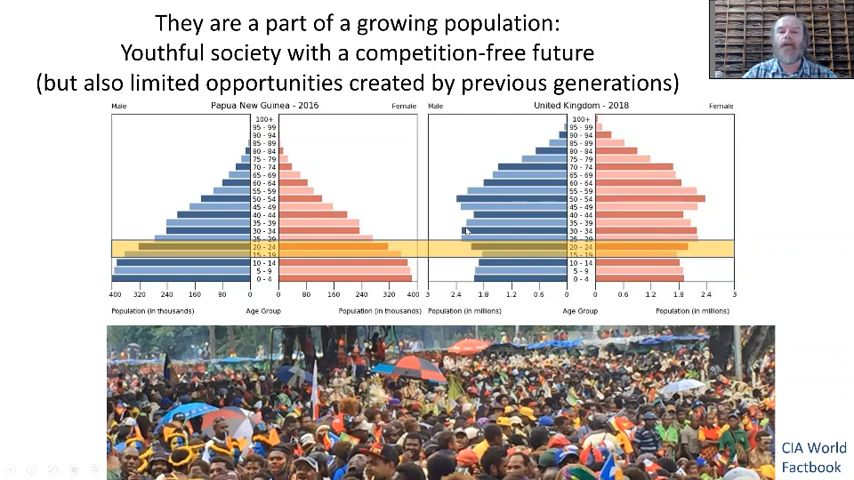 They are a part of a growing population:
Youthful society with a competition-free future
(but also limited opportunities created by previous generations)
Male Papua New Guinea - 2016 Female
100+
95 - 99
90 - 94
85 - 89
80 - 84
75 - 79
70 - 74
65 - 69
60 - 64
55 - 59
50 - 54
45 - 49
40 - 44
35 - 39
30 - 34
25 - 29
20 - 24
15 - 19
10 - 14
5 - 9
0 - 4
400 320 240 160 80 0 0 80 160 240 320 400
Population (in thousands) Age Group Population (in thousands)
Male United Kingdom - 2018 Female
100+
95 - 99
90 - 94
85 - 89
80 - 84
75 - 79
70 - 74
65 - 69
60 - 64
55 - 59
50 - 54
45 - 49
40 - 44
35 - 39
30 - 34
25 - 29
20 - 24
15 - 19
10 - 14
5 - 9
0 - 4
3 2.4 1.8 1.2 0.6 0 0 0.6 1.2 1.8 2.4 3
Population (in millions) Age Group Population (in millions)
CIA World
Factbook